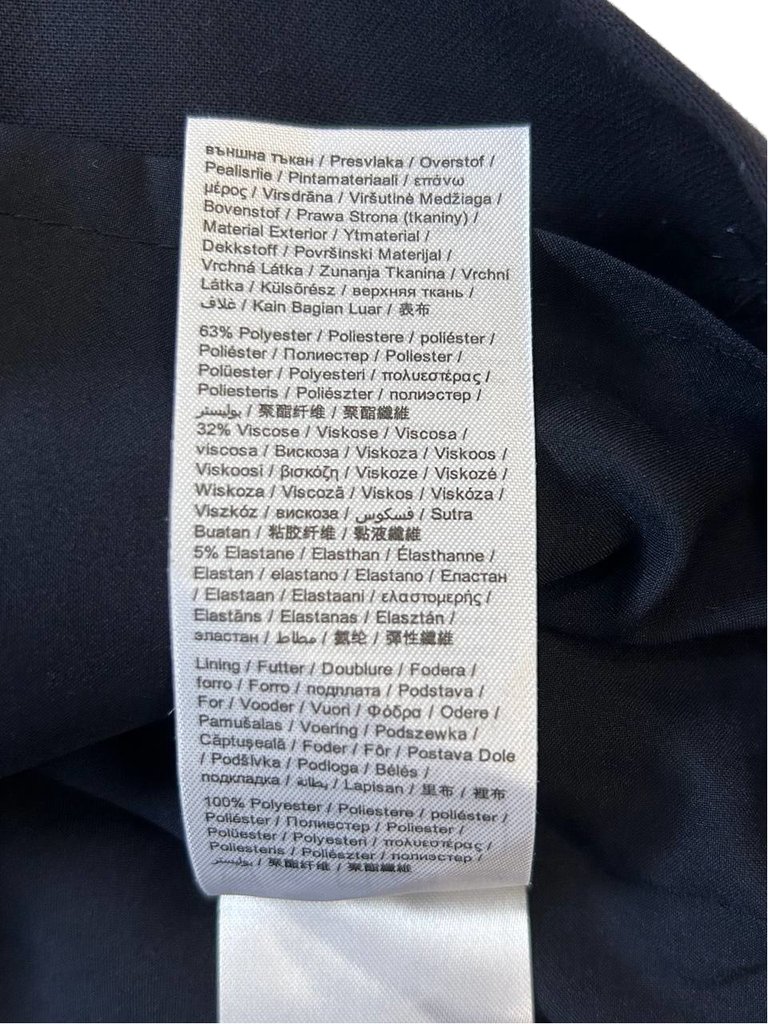 външна тъкан / Presvlaka / Overstof /
Pealisriie / Pintamateriaali / επάνω
μέρος / Virsdrāna / Viršutinė Medžiaga /
Bovenstof / Prawa Strona (tkaniny) /
Material Exterior / Ytmaterial /
Dekkstoff / Površinski Materijal /
Vrchná Látka / Zunanja Tkanina / Vrchní
Látka / Külsőrész / верхняя ткань /
غلاف / Kain Bagian Luar / 表布
63% Polyester / Poliestere / poliéster /
Poliéster / Полиестер / Poliester /
Polüester / Polyesteri / πολυεστέρας /
Poliesteris / Poliészter / полиэстер /
بوليستر / 聚酯纤维 / 聚酯纖維
32% Viscose / Viskose / Viscosa /
viscosa / Вискоза / Viskoza / Viskoos /
Viskoosi / βισκόζη / Viskoze / Viskozė /
Wiskoza / Viscoză / Viskos / Viskóza /
Viszkóz / вискоза / فسكوس / Sutra
Buatan / 粘胶纤维 / 黏液纖維
5% Elastane / Elasthan / Élasthanne /
Elastan / elastano / Elastano / Еластан
/ Elastaan / Elastaani / ελαστομερής /
Elastāns / Elastanas / Elasztán /
эластан / مطاط / 氨纶 / 彈性纖維
Lining / Futter / Doublure / Fodera /
forro / Forro / подплата / Podstava /
For / Vooder / Vuori / Φόδρα / Odere /
Pamušalas / Voering / Podszewka /
Căptușeală / Foder / Fôr / Postava Dole
/ Podšívka / Podloga / Bélés /
подкладка / بطانة / Lapisan / 里布 / 裡布
100% Polyester / Poliestere / poliéster /
Poliéster / Полиестер / Poliester /
Polüester / Polyesteri / πολυεστέρας /
Poliesteris / Poliészter / полиэстер /
بوليستر / 聚酯纤维 / 聚酯纖維